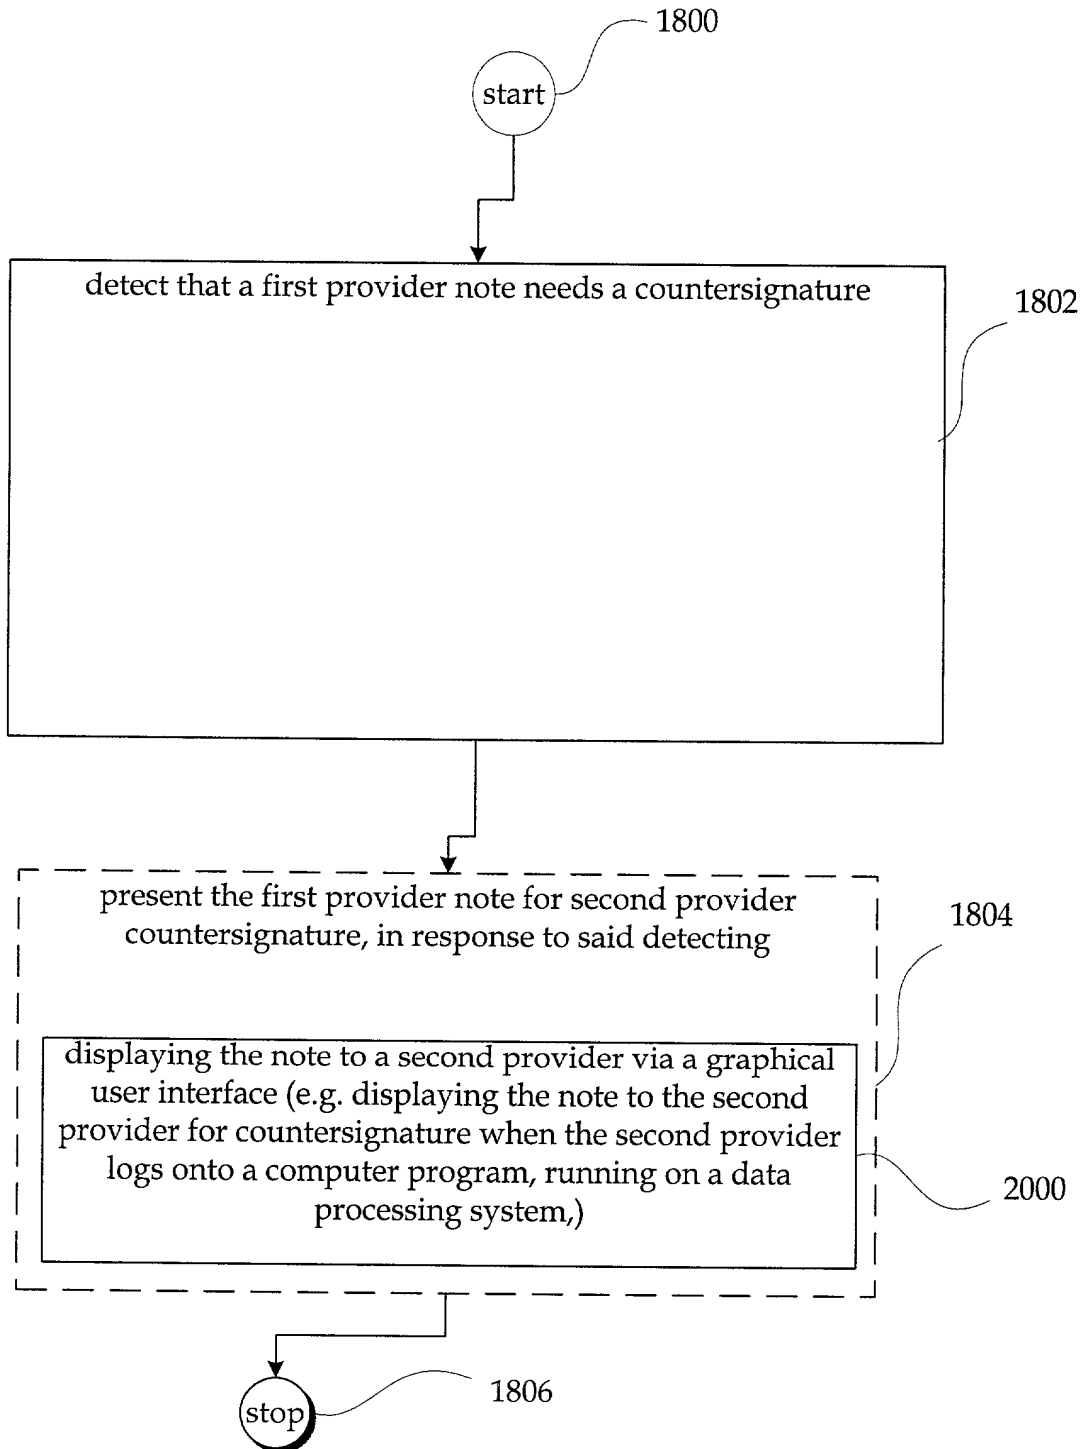 1800
start
detect that a first provider note needs a countersignature
1802
present the first provider note for second provider
countersignature, in response to said detecting
1804
displaying the note to a second provider via a graphical
user interface (e.g. displaying the note to the second
provider for countersignature when the second provider
logs onto a computer program, running on a data
processing system,)
2000
stop
1806